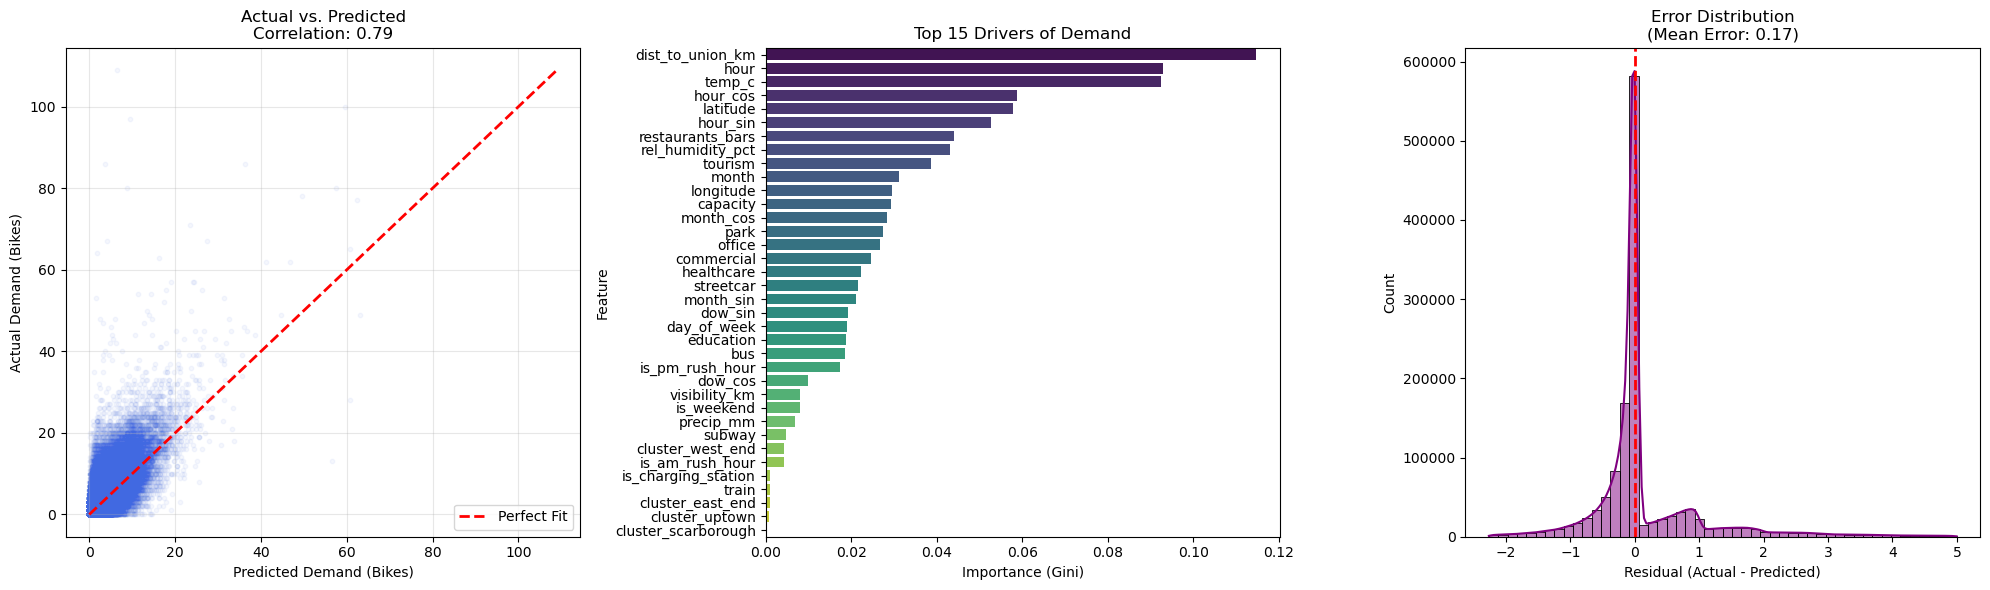 Actual vs. Predicted
Correlation: 0.79
Actual Demand (Bikes)
100
80
60
40
20
0
0 20 40 60 80 100
Predicted Demand (Bikes)
Perfect Fit
Top 15 Drivers of Demand
Feature
dist_to_union_km
hour
temp_c
hour_cos
latitude
hour_sin
restaurants_bars
rel_humidity_pct
tourism
month
longitude
capacity
month_cos
park
office
commercial
healthcare
streetcar
month_sin
dow_sin
day_of_week
education
bus
is_pm_rush_hour
dow_cos
visibility_km
is_weekend
precip_mm
subway
cluster_west_end
is_am_rush_hour
is_charging_station
train
cluster_east_end
cluster_uptown
cluster_scarborough
0.00 0.02 0.04 0.06 0.08 0.10 0.12
Importance (Gini)
Error Distribution
(Mean Error: 0.17)
Count
600000
500000
400000
300000
200000
100000
0
−2 −1 0 1 2 3 4 5
Residual (Actual - Predicted)